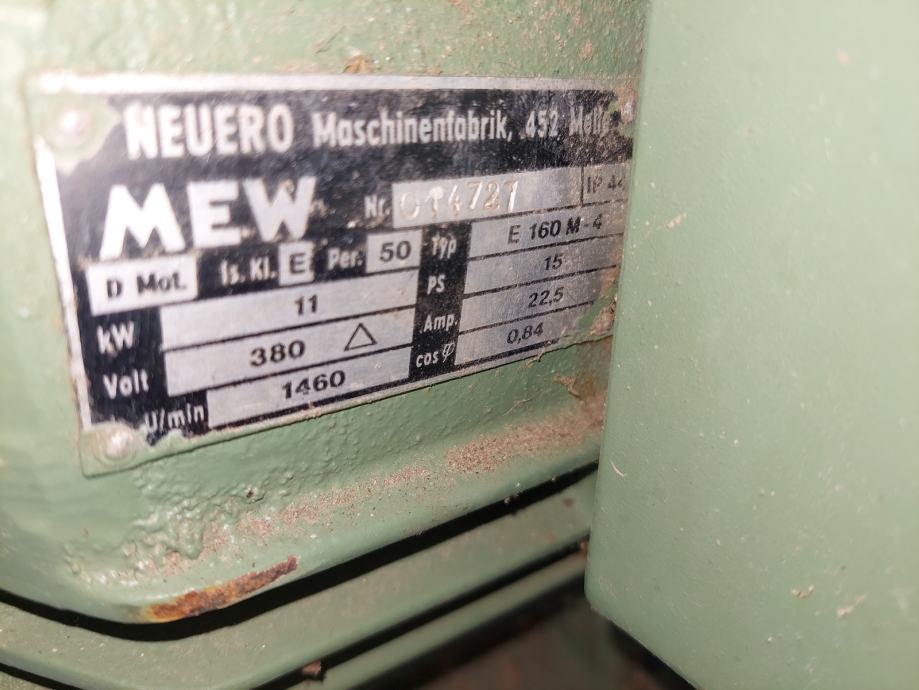 NEUERO Maschinenfabrik, 452 Melle
MEW Nr. 014721 IP 44
D Mot. Is. Kl. E Per. 50 Typ E 160 M-4
kW 11 PS 15
Volt 380 △ Amp. 22,5
U/min 1460 cos φ 0,84